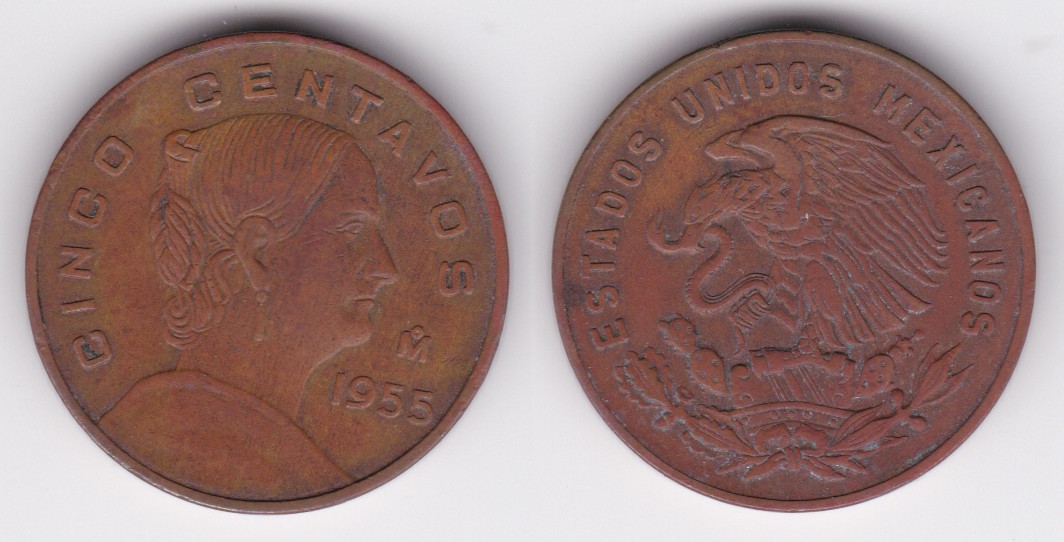 CINCO CENTAVOS
M̊
1955
ESTADOS UNIDOS MEXICANOS